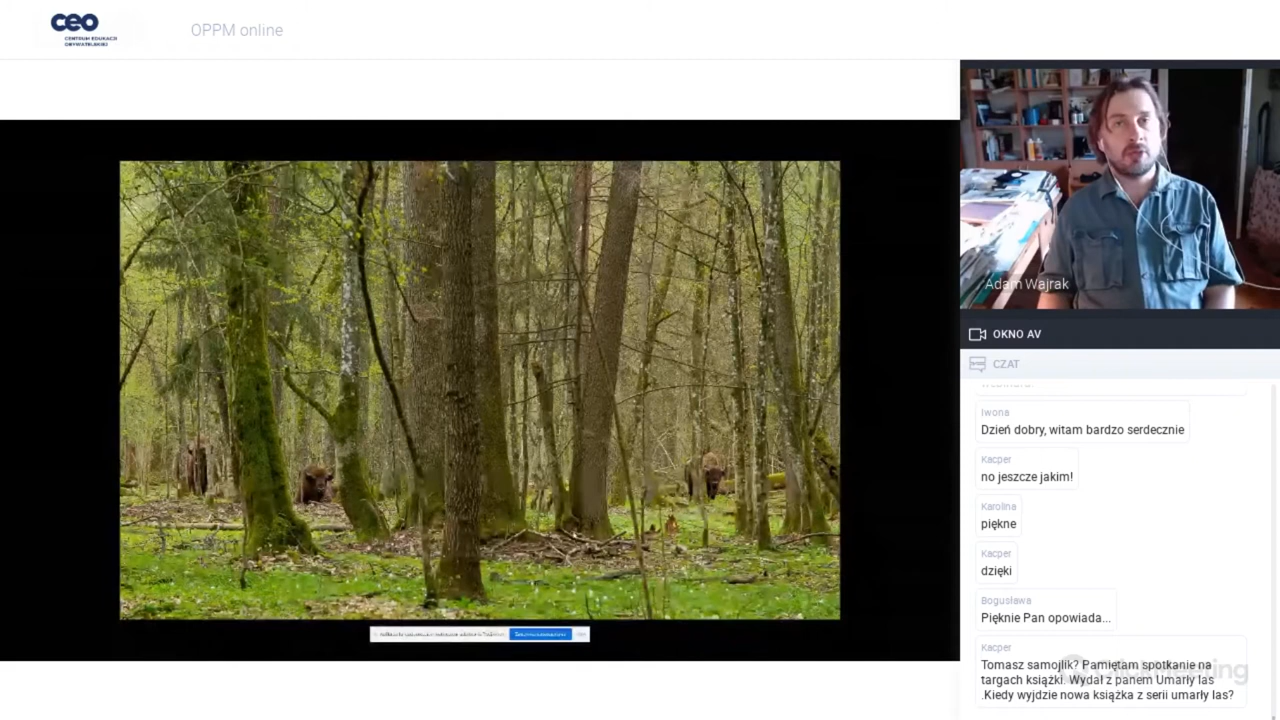 ceo
CENTRUM EDUKACJI
OBYWATELSKIEJ
OPPM online
Adam Wajrak
OKNO AV
CZAT
Iwona
Dzień dobry, witam bardzo serdecznie
Kacper
no jeszcze jakim!
Karolina
piękne
Kacper
dzięki
Bogusława
Pięknie Pan opowiada...
Kacper
Tomasz samojlik? Pamiętam spotkanie na
targach książki. Wydał z panem Umarły las
.Kiedy wyjdzie nowa książka z serii umarły las?
ClickMeeting